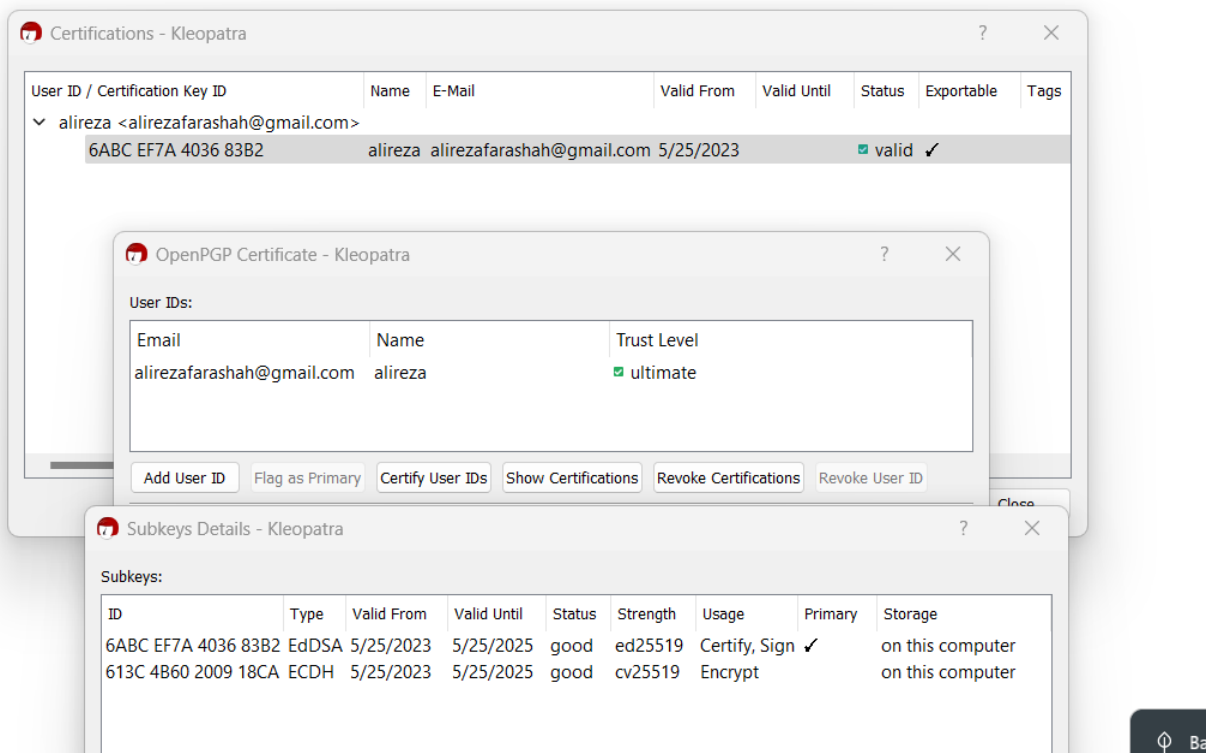 Certifications - Kleopatra
?
User ID / Certification Key ID Name E-Mail Valid From Valid Until Status Exportable Tags
alireza <alirezafarashah@gmail.com>
6ABC EF7A 4036 83B2 alireza alirezafarashah@gmail.com 5/25/2023 valid ✓
OpenPGP Certificate - Kleopatra
?
User IDs:
Email Name Trust Level
alirezafarashah@gmail.com alireza ultimate
Add User ID Flag as Primary Certify User IDs Show Certifications Revoke Certifications Revoke User ID
Close
Subkeys Details - Kleopatra
?
Subkeys:
ID Type Valid From Valid Until Status Strength Usage Primary Storage
6ABC EF7A 4036 83B2 EdDSA 5/25/2023 5/25/2025 good ed25519 Certify, Sign ✓ on this computer
613C 4B60 2009 18CA ECDH 5/25/2023 5/25/2025 good cv25519 Encrypt on this computer